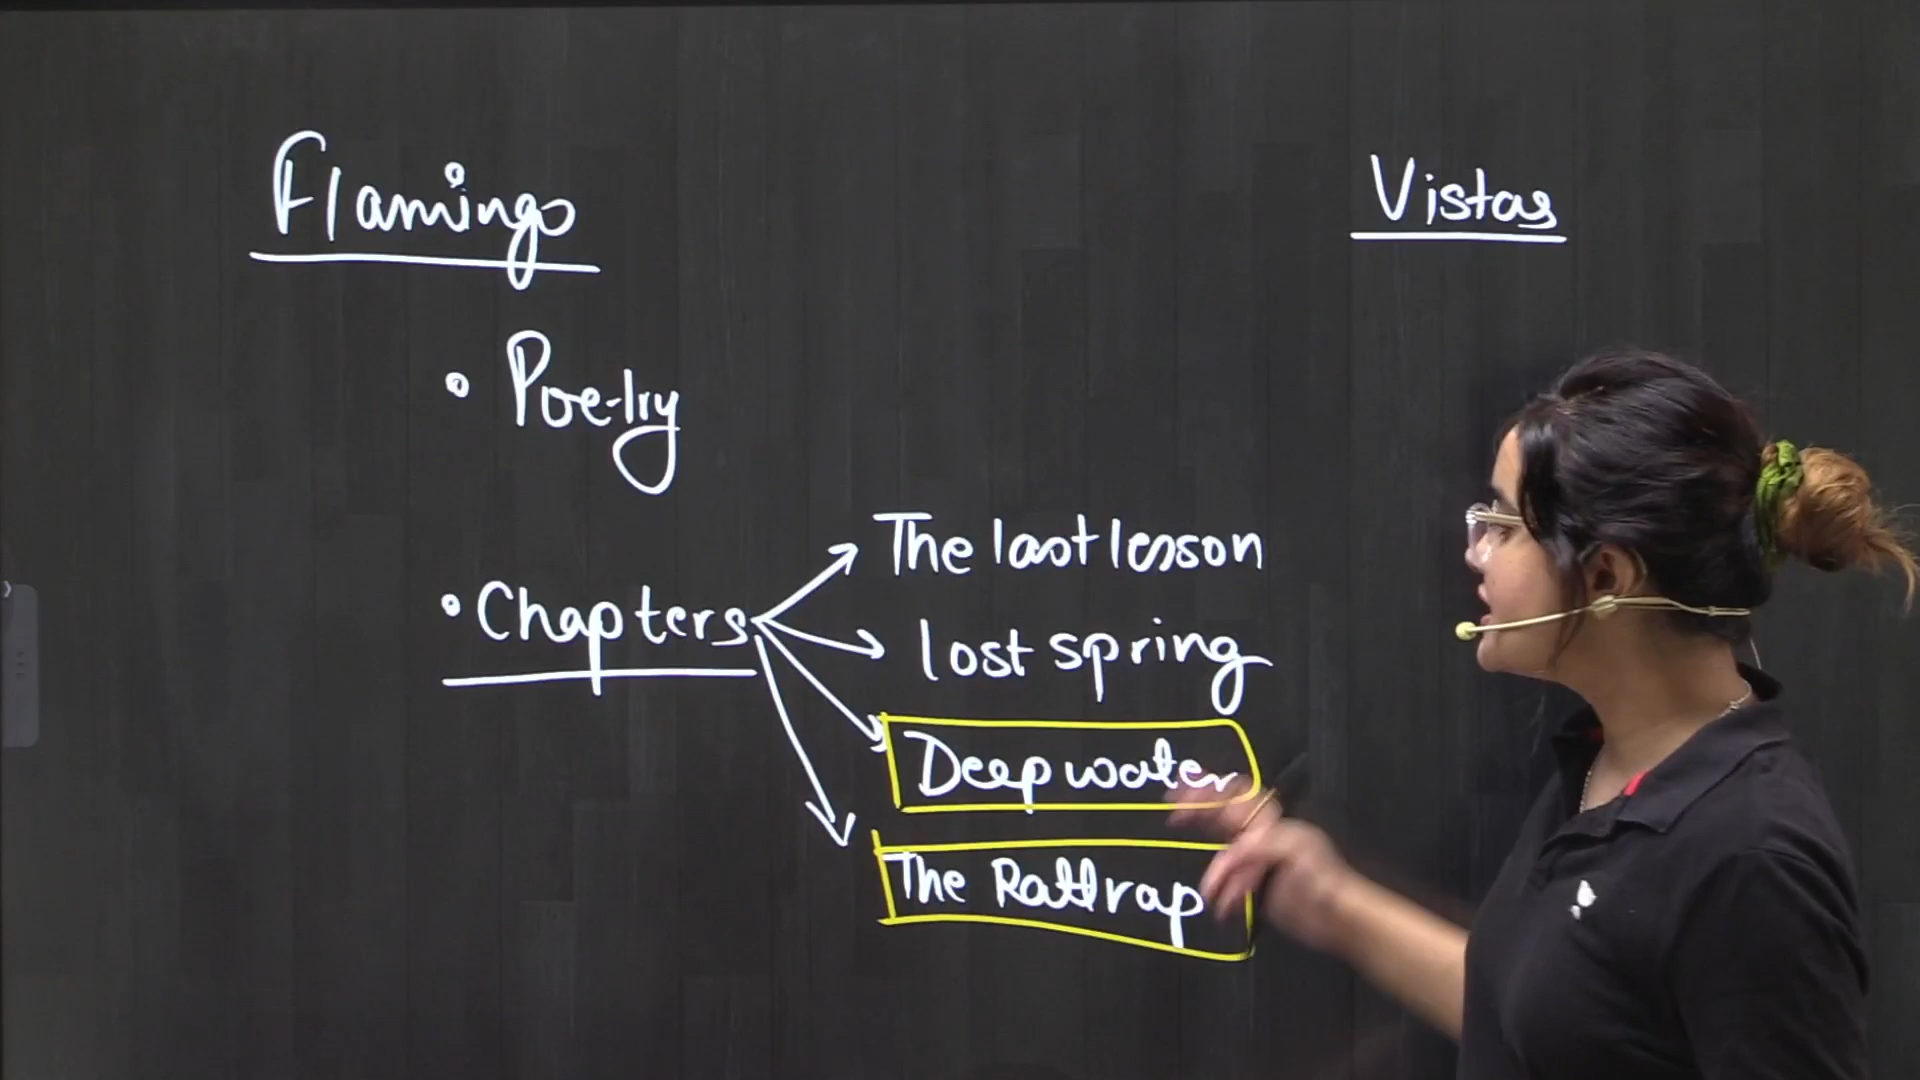 Flamingo
Vistas
• Poetry
• Chapters
The last lesson
lost spring
Deep water
The Rattrap